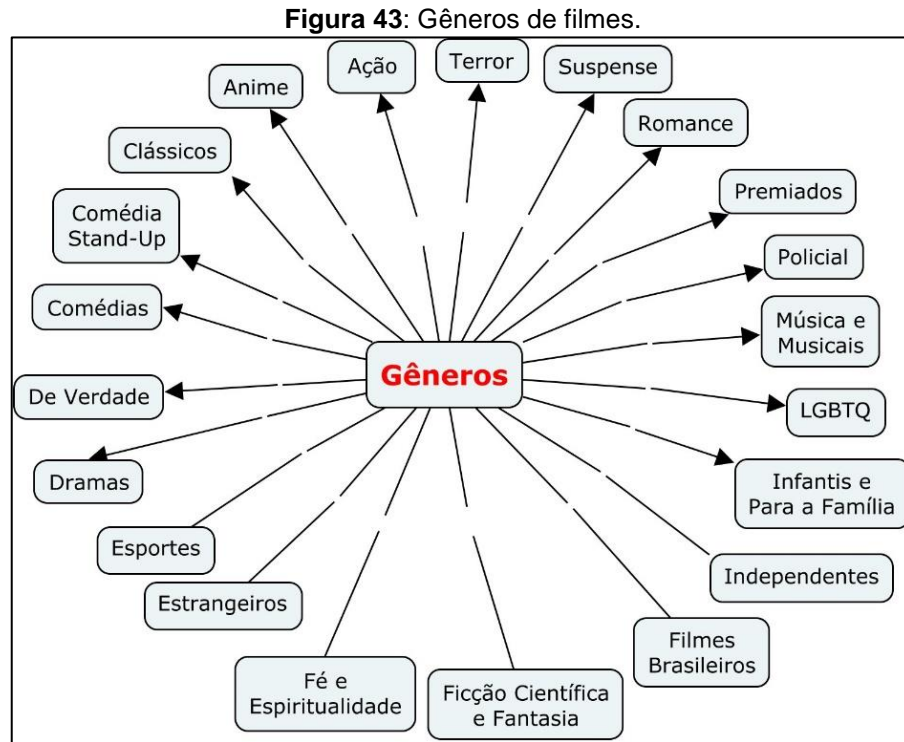 Figura 43: Gêneros de filmes.
Ação
Terror
Suspense
Anime
Romance
Clássicos
Premiados
Comédia
Stand-Up
Policial
Comédias
Música e
Musicais
Gêneros
De Verdade
LGBTQ
Dramas
Infantis e
Para a Família
Esportes
Independentes
Estrangeiros
Filmes
Brasileiros
Fé e
Espiritualidade
Ficção Científica
e Fantasia